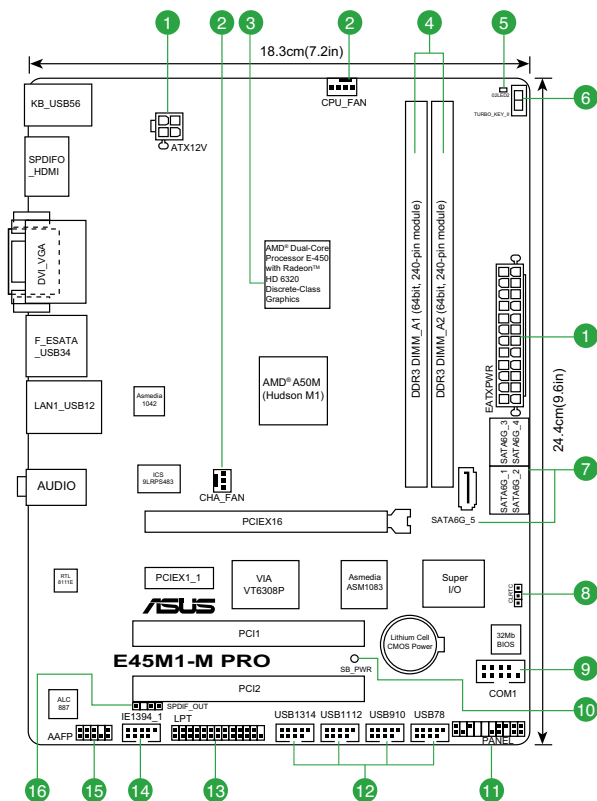 1 2 3 2 4 5
18.3cm(7.2in)
KB_USB56
ATX12V
CPU_FAN
02LED2
TURBO_KEY_II
6
SPDIFO
_HDMI
DVI_VGA
AMD® Dual-Core
Processor E-450
with Radeon™
HD 6320
Discrete-Class
Graphics
DDR3 DIMM_A1 (64bit, 240-pin module)
DDR3 DIMM_A2 (64bit, 240-pin module)
EATXPWR
1
24.4cm(9.6in)
F_ESATA
_USB34
AMD® A50M
(Hudson M1)
LAN1_USB12
Asmedia
1042
SATA6G_3
SATA6G_4
SATA6G_1
SATA6G_2
7
AUDIO
ICS
9LRPS483
CHA_FAN
SATA6G_5
PCIEX16
RTL
8111E
PCIEX1_1
VIA
VT6308P
Asmedia
ASM1083
Super
I/O
CLRTC
8
ASUS
PCI1
Lithium Cell
CMOS Power
32Mb
BIOS
E45M1-M PRO
SB_PWR
COM1
9
PCI2
10
ALC
887
SPDIF_OUT
AAFP
IE1394_1
LPT
USB1314
USB1112
USB910
USB78
PANEL
16 15 14 13 12 11